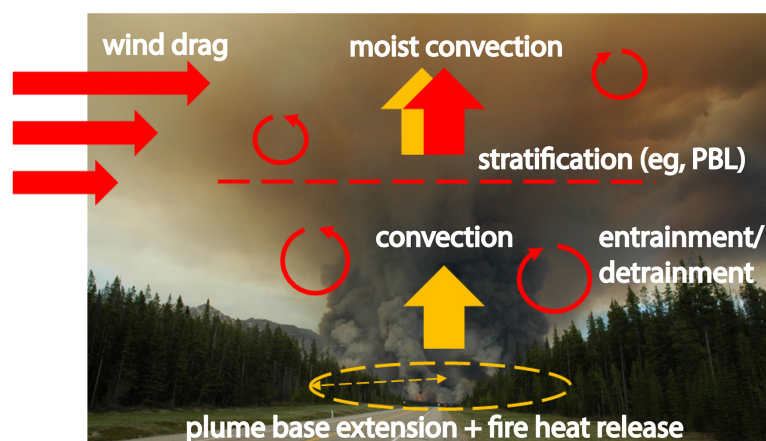 wind drag
moist convection
stratification (eg, PBL)
convection
entrainment/
detrainment
plume base extension + fire heat release